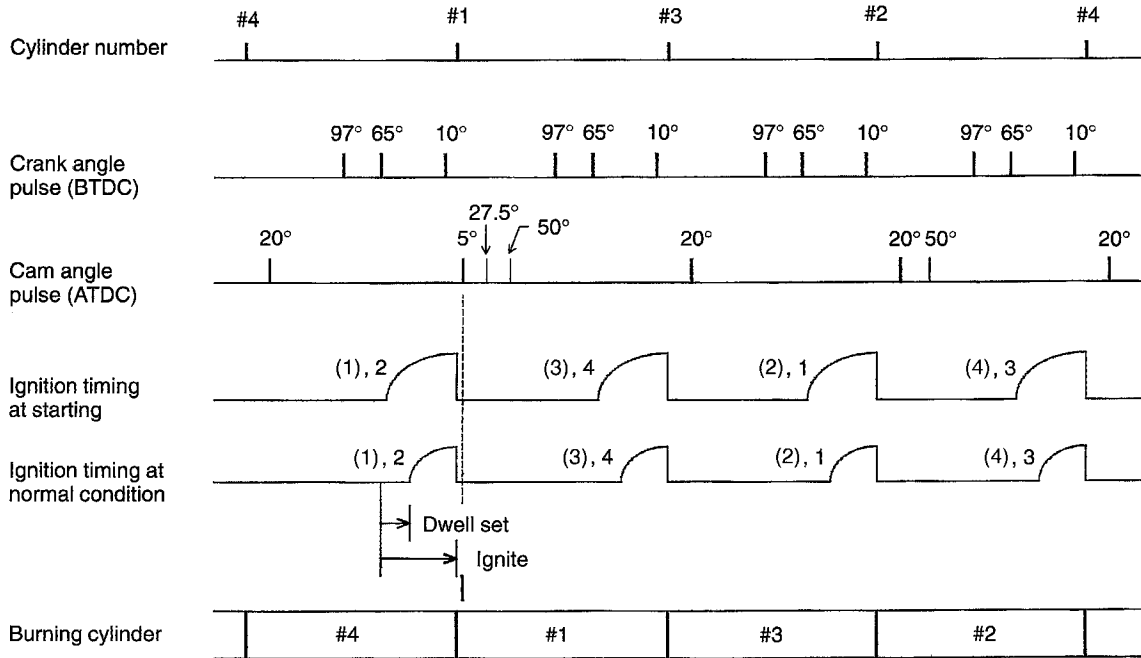 #4 #1 #3 #2 #4
Cylinder number
97° 65° 10° 97° 65° 10° 97° 65° 10° 97° 65° 10°
Crank angle
pulse (BTDC)
27.5°
50°
20° 5° 20° 20° 50° 20°
Cam angle
pulse (ATDC)
(1), 2 (3), 4 (2), 1 (4), 3
Ignition timing
at starting
(1), 2 (3), 4 (2), 1 (4), 3
Ignition timing at
normal condition
Dwell set
Ignite
Burning cylinder #4 #1 #3 #2